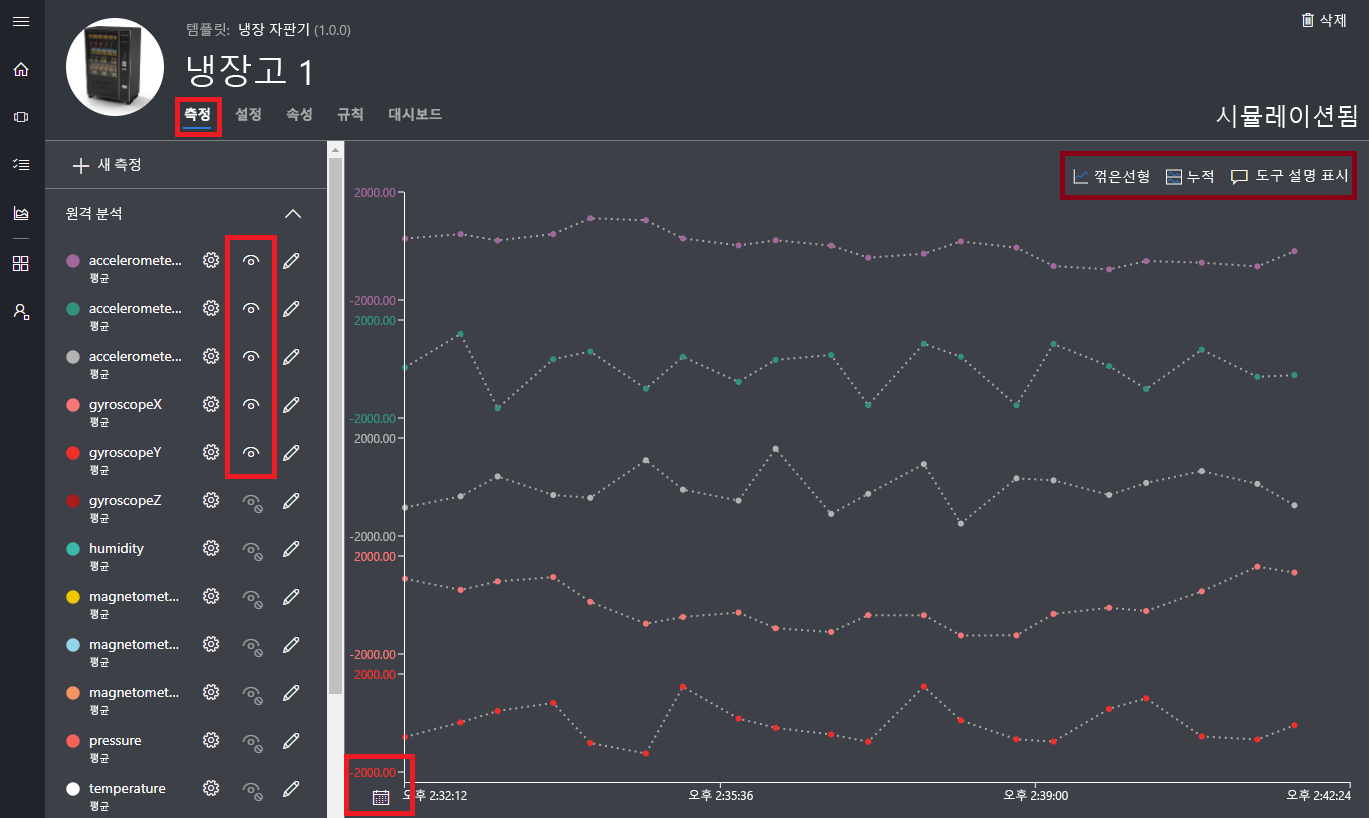 템플릿: 냉장 자판기 (1.0.0)
삭제
냉장고 1
측정 설정 속성 규칙 대시보드
시뮬레이션됨
새 측정
꺾은선형 누적 도구 설명 표시
원격 분석
acceleromete...
평균
acceleromete...
평균
acceleromete...
평균
gyroscopeX
평균
gyroscopeY
평균
gyroscopeZ
평균
humidity
평균
magnetomet...
평균
magnetomet...
평균
magnetomet...
평균
pressure
평균
temperature
평균
2000.00
-2000.00
2000.00
-2000.00
2000.00
-2000.00
2000.00
-2000.00
2000.00
-2000.00
오후 2:32:12 오후 2:35:36 오후 2:39:00 오후 2:42:24